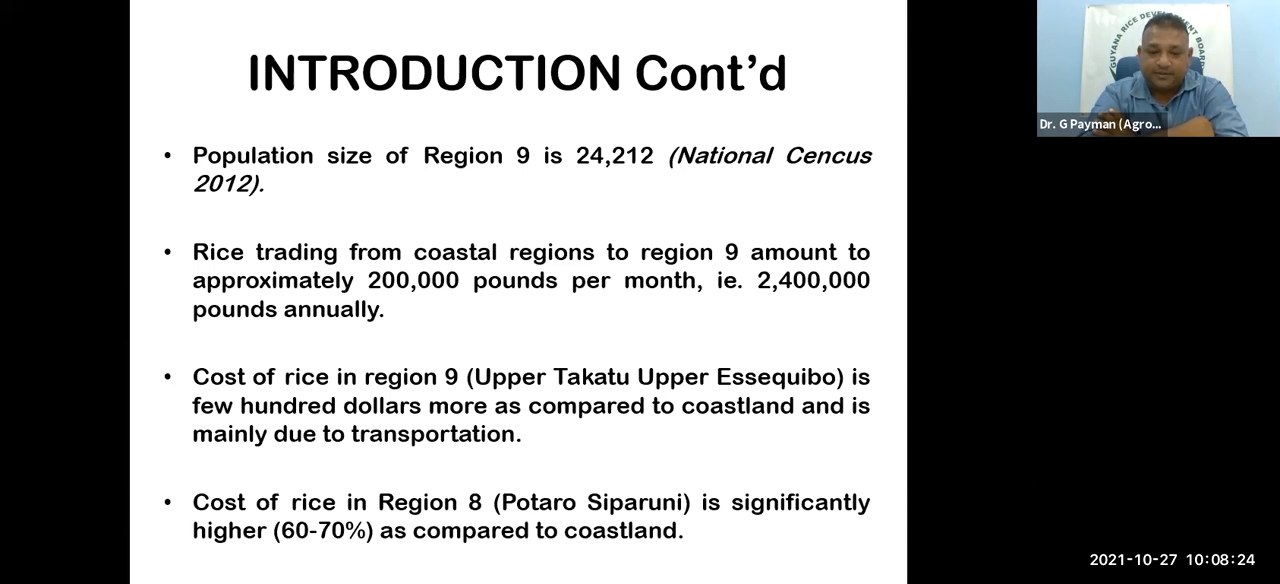 INTRODUCTION Cont’d
• Population size of Region 9 is 24,212 (National Cencus
2012).
• Rice trading from coastal regions to region 9 amount to
approximately 200,000 pounds per month, ie. 2,400,000
pounds annually.
• Cost of rice in region 9 (Upper Takatu Upper Essequibo) is
few hundred dollars more as compared to coastland and is
mainly due to transportation.
• Cost of rice in Region 8 (Potaro Siparuni) is significantly
higher (60-70%) as compared to coastland.
GUYANA RICE DEVELOPMENT BOARD
Dr. G Payman (Agro...
2021-10-27 10:08:24